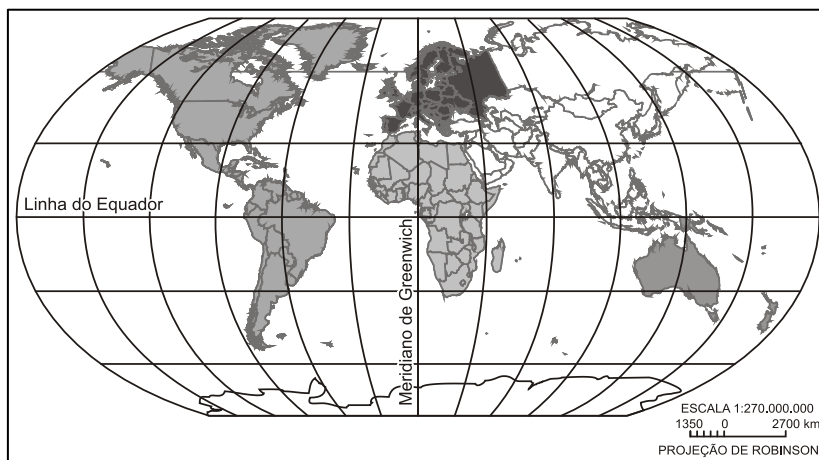 Linha do Equador
Meridiano de Greenwich
ESCALA 1:270.000.000
1350 0 2700 km
PROJEÇÃO DE ROBINSON